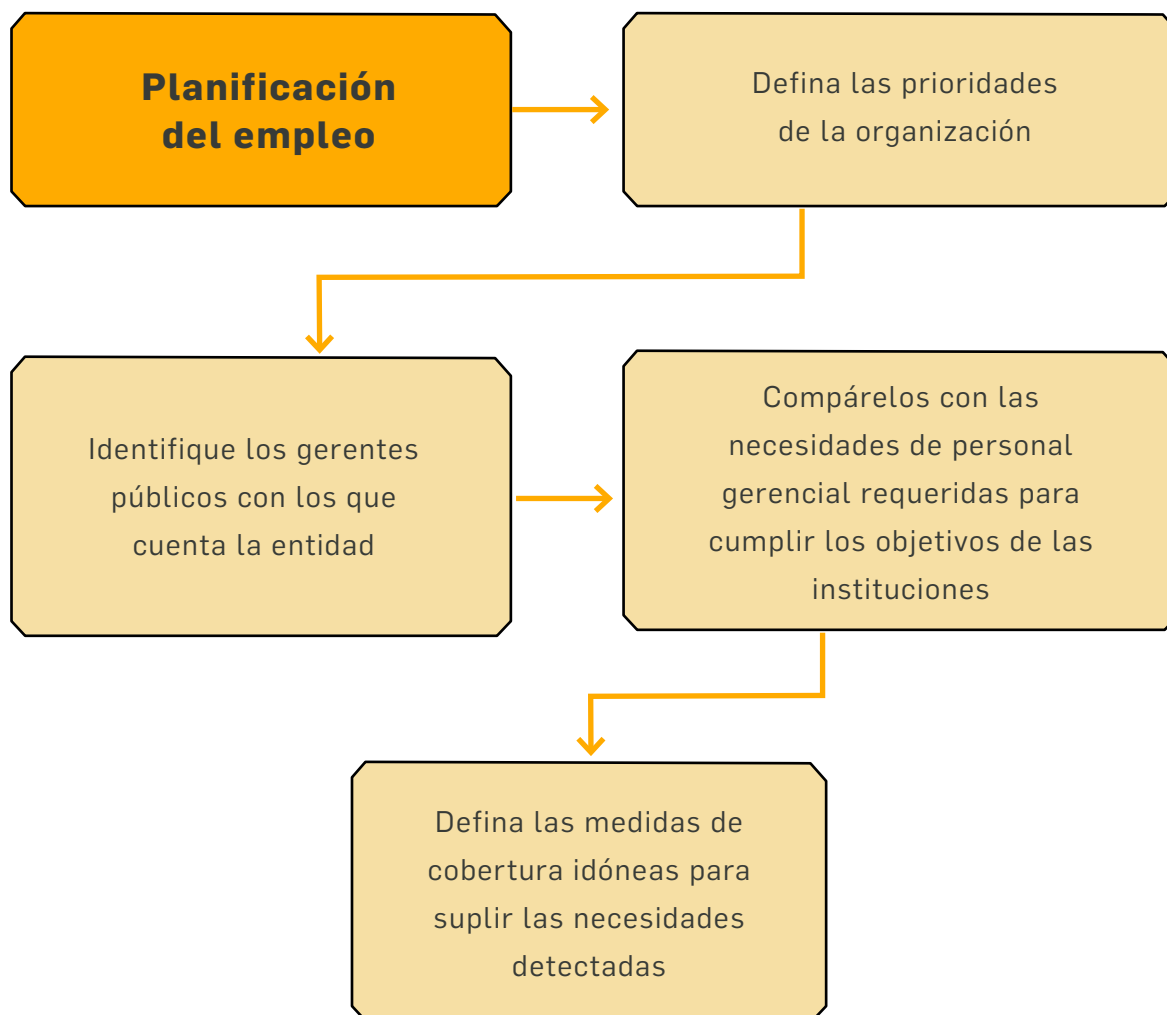 Planificación
del empleo
Defina las prioridades
de la organización
Identifique los gerentes
públicos con los que
cuenta la entidad
Compárelos con las
necesidades de personal
gerencial requeridas para
cumplir los objetivos de las
instituciones
Defina las medidas de
cobertura idóneas para
suplir las necesidades
detectadas